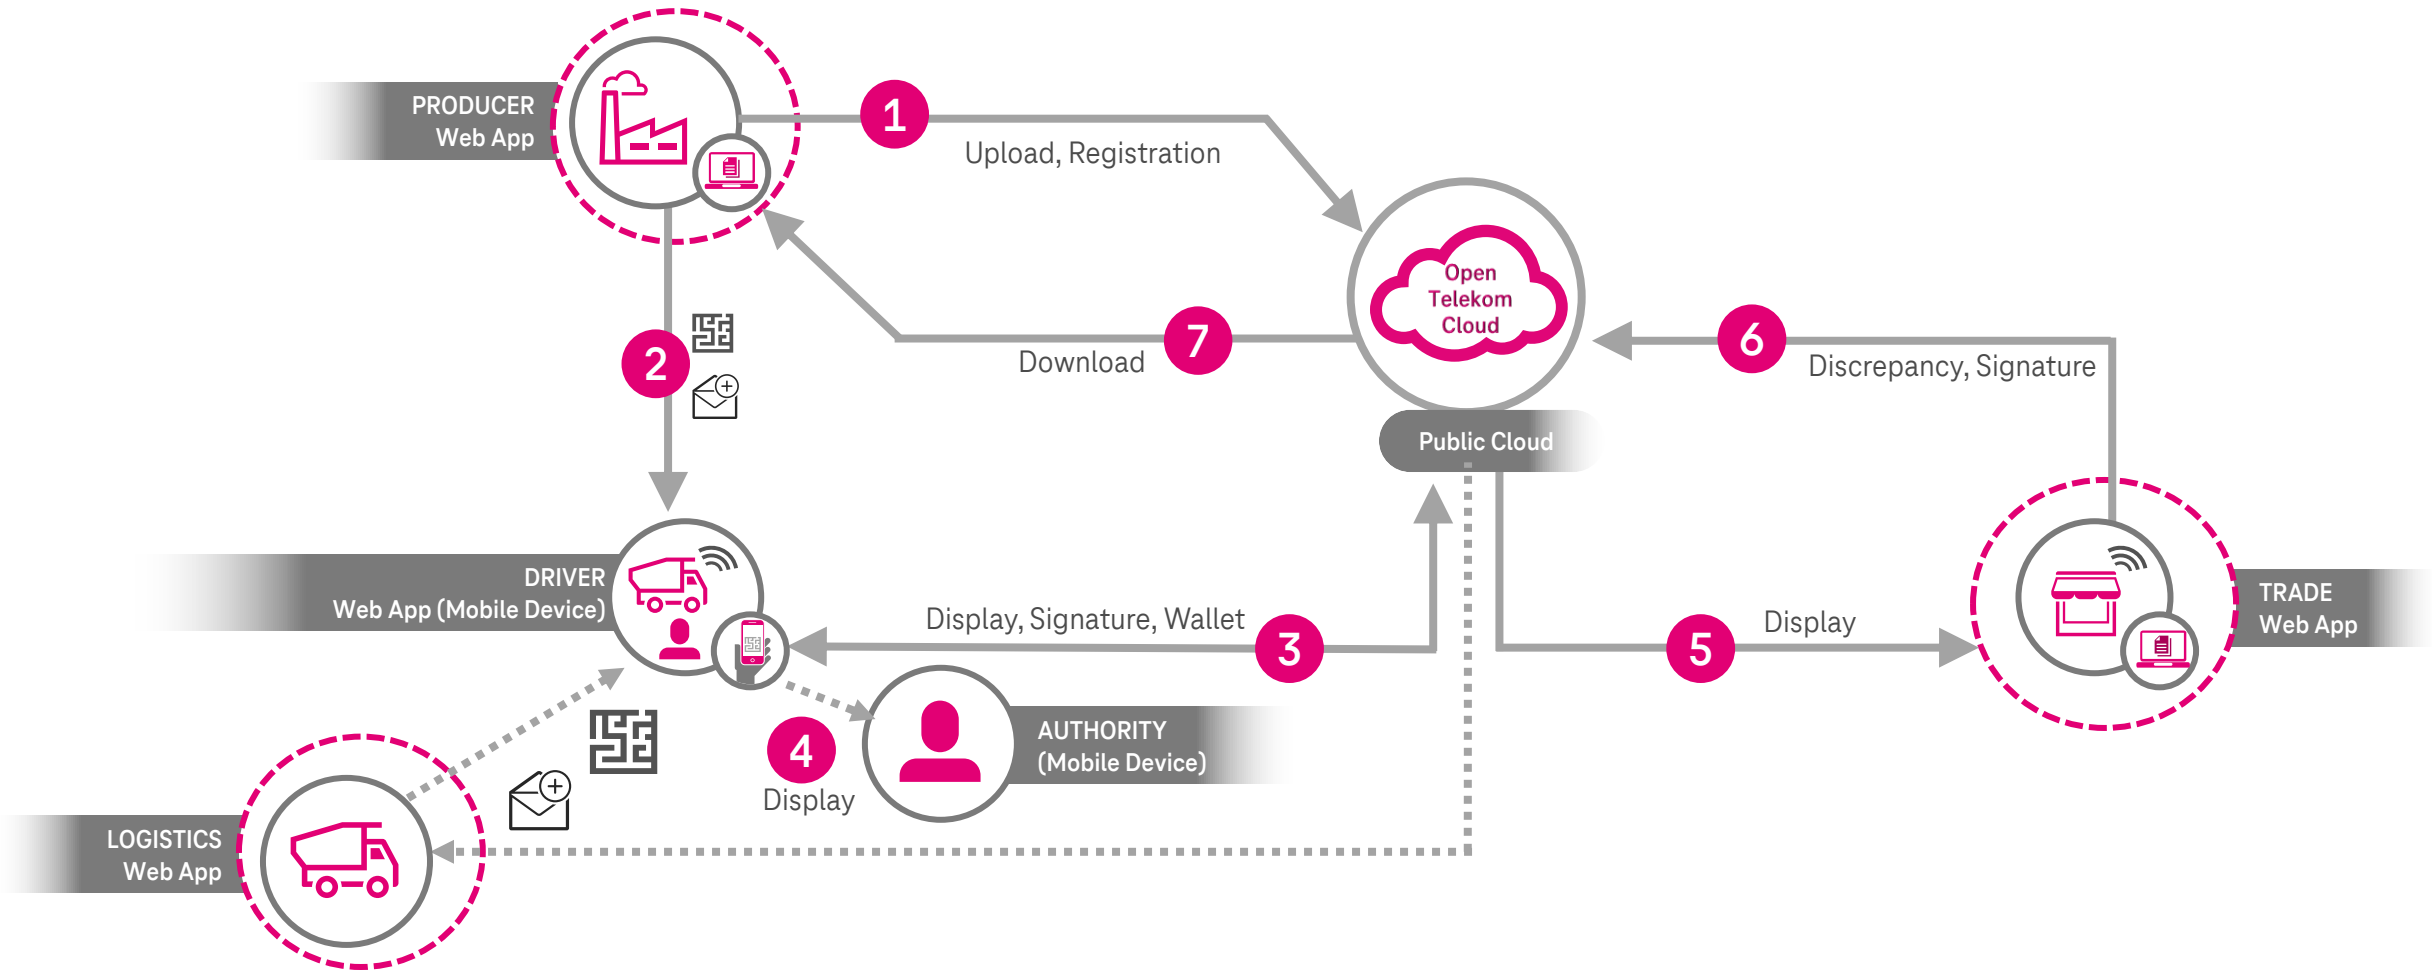 PRODUCER
Web App
1
Upload, Registration
Open
Telekom
Cloud
7
Download
6
Discrepancy, Signature
2
Public Cloud
DRIVER
Web App (Mobile Device)
Display, Signature, Wallet
3
Display
5
TRADE
Web App
4
Display
AUTHORITY
(Mobile Device)
LOGISTICS
Web App